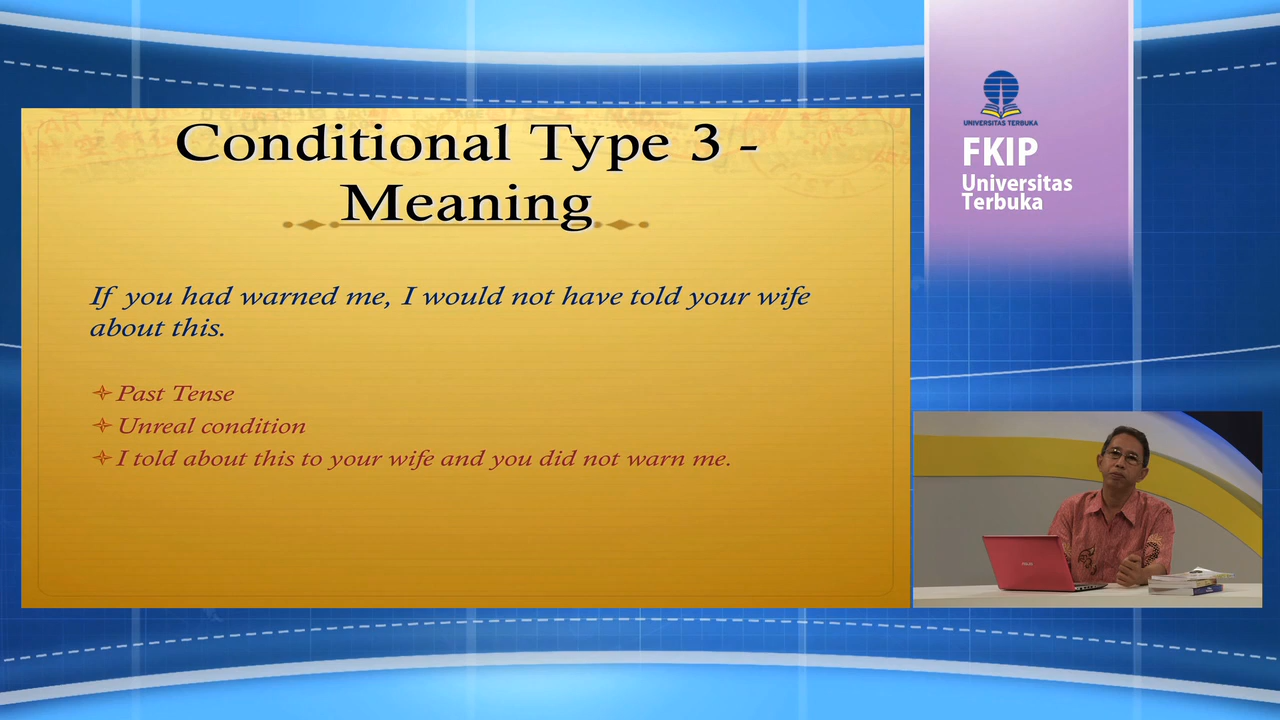 Conditional Type 3 -
Meaning
If you had warned me, I would not have told your wife
about this.
Past Tense
Unreal condition
I told about this to your wife and you did not warn me.
UNIVERSITAS TERBUKA
FKIP
Universitas
Terbuka